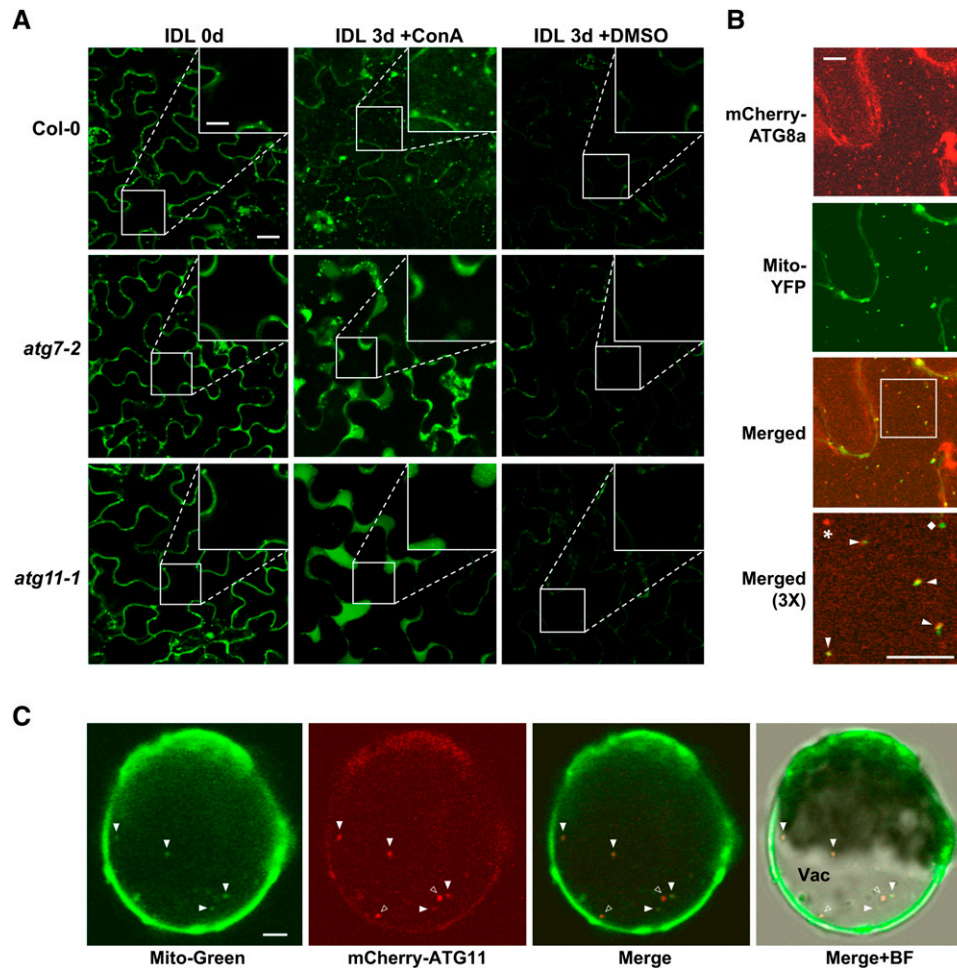 A
IDL 0d
IDL 3d +ConA
IDL 3d +DMSO
Col-0
atg7-2
atg11-1
B
mCherry-
ATG8a
Mito-
YFP
Merged
Merged
(3X)
*
C
Vac
Mito-Green
mCherry-ATG11
Merge
Merge+BF